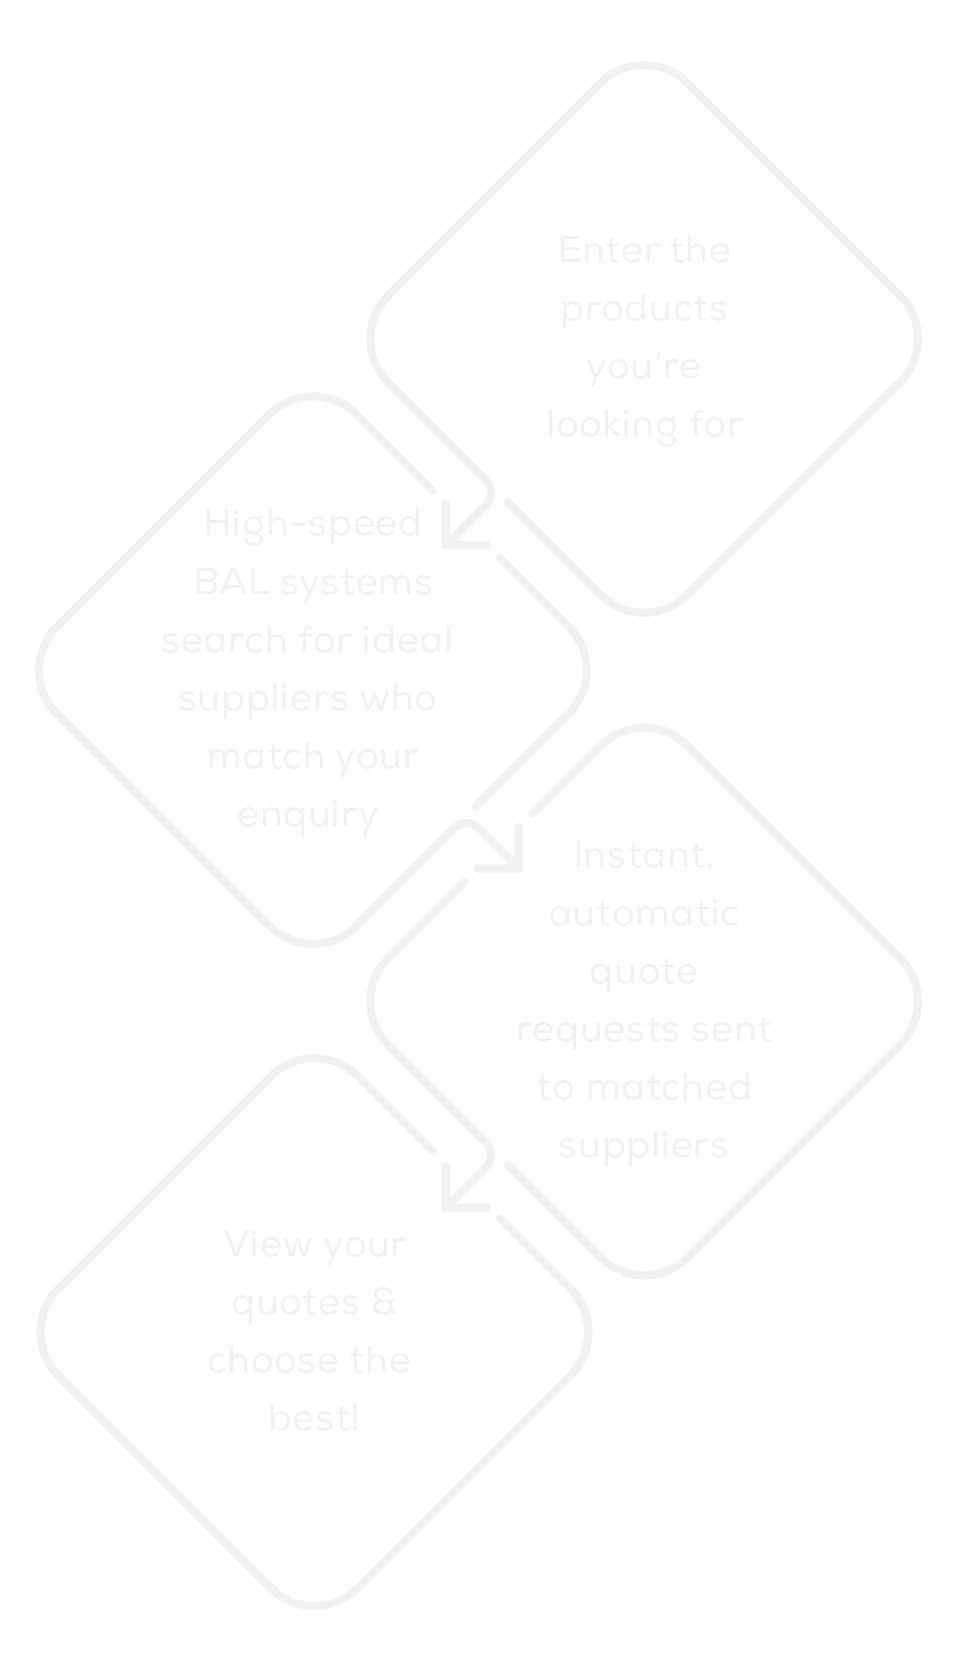 Enter the
products
you’re
looking for
High-speed
BAL systems
search for ideal
suppliers who
match your
enquiry
Instant,
automatic
quote
requests sent
to matched
suppliers
View your
quotes &
choose the
best!